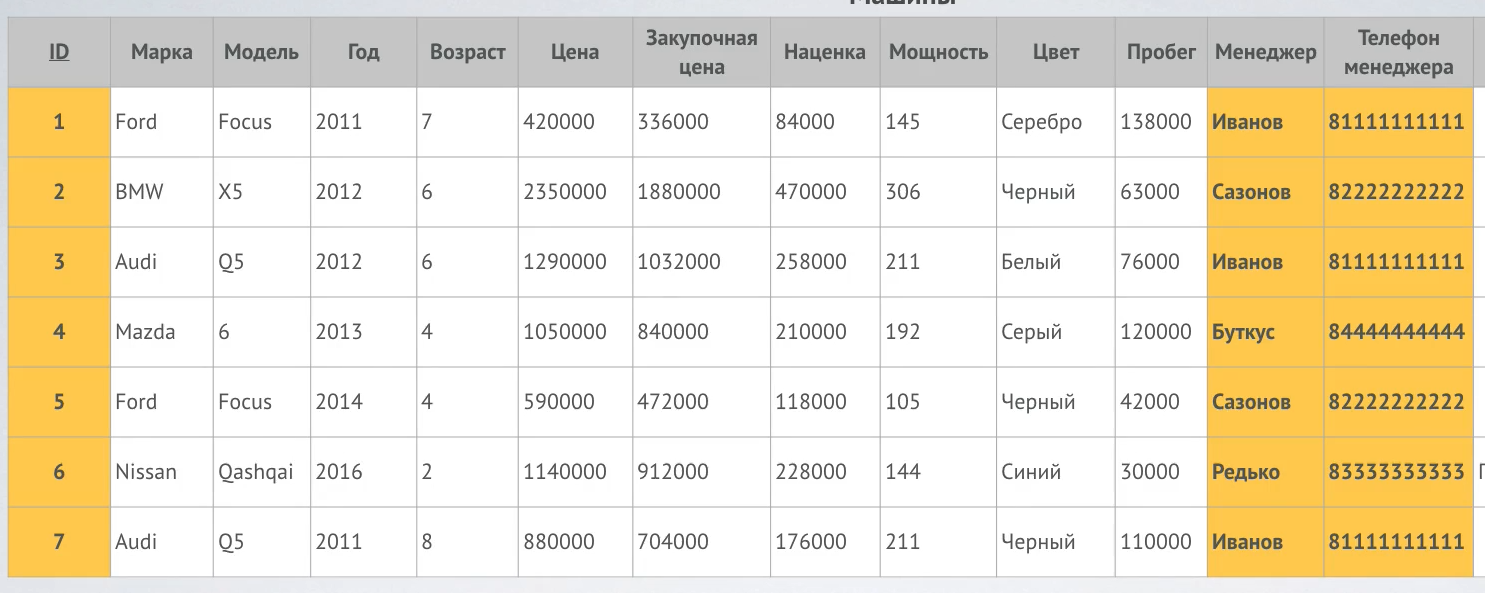 Машины
ID Марка Модель Год Возраст Цена Закупочная цена Наценка Мощность Цвет Пробег Менеджер Телефон менеджера
1 Ford Focus 2011 7 420000 336000 84000 145 Серебро 138000 Иванов 81111111111
2 BMW X5 2012 6 2350000 1880000 470000 306 Черный 63000 Сазонов 82222222222
3 Audi Q5 2012 6 1290000 1032000 258000 211 Белый 76000 Иванов 81111111111
4 Mazda 6 2013 4 1050000 840000 210000 192 Серый 120000 Буткус 84444444444
5 Ford Focus 2014 4 590000 472000 118000 105 Черный 42000 Сазонов 82222222222
6 Nissan Qashqai 2016 2 1140000 912000 228000 144 Синий 30000 Редько 83333333333
7 Audi Q5 2011 8 880000 704000 176000 211 Черный 110000 Иванов 81111111111